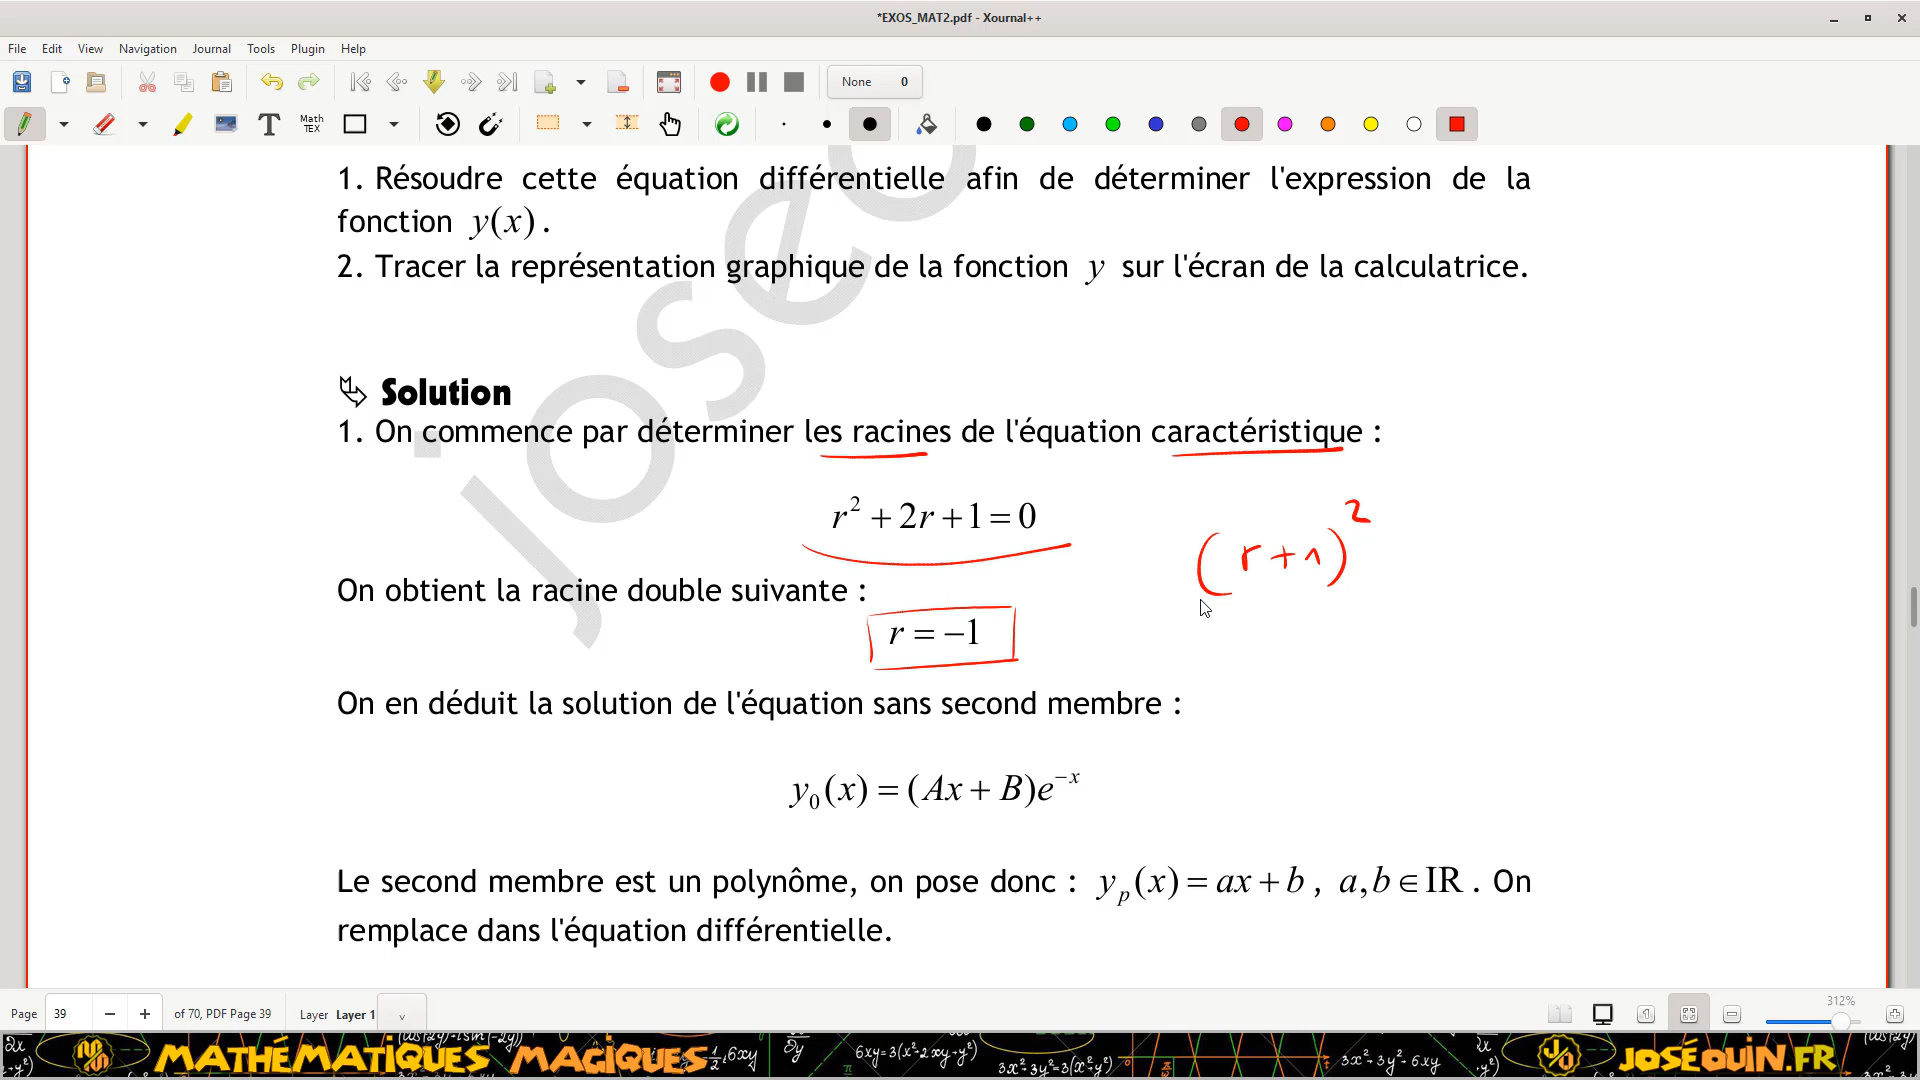 *EXOS_MAT2.pdf - Xournal++
File Edit View Navigation Journal Tools Plugin Help
None 0
T Math TEX
1. Résoudre cette équation différentielle afin de déterminer l'expression de la
fonction y(x).
2. Tracer la représentation graphique de la fonction y sur l'écran de la calculatrice.
Solution
1. On commence par déterminer les racines de l'équation caractéristique :
r² + 2r + 1 = 0
(r+1)²
On obtient la racine double suivante :
r = −1
On en déduit la solution de l'équation sans second membre :
y₀(x) = (Ax + B)e⁻ˣ
Le second membre est un polynôme, on pose donc : yₚ(x) = ax + b , a,b ∈ IR . On
remplace dans l'équation différentielle.
Page 39 − + of 70, PDF Page 39 Layer Layer 1 312%
MATHÉMATIQUES MAGIQUES JOSÉOUIN.FR